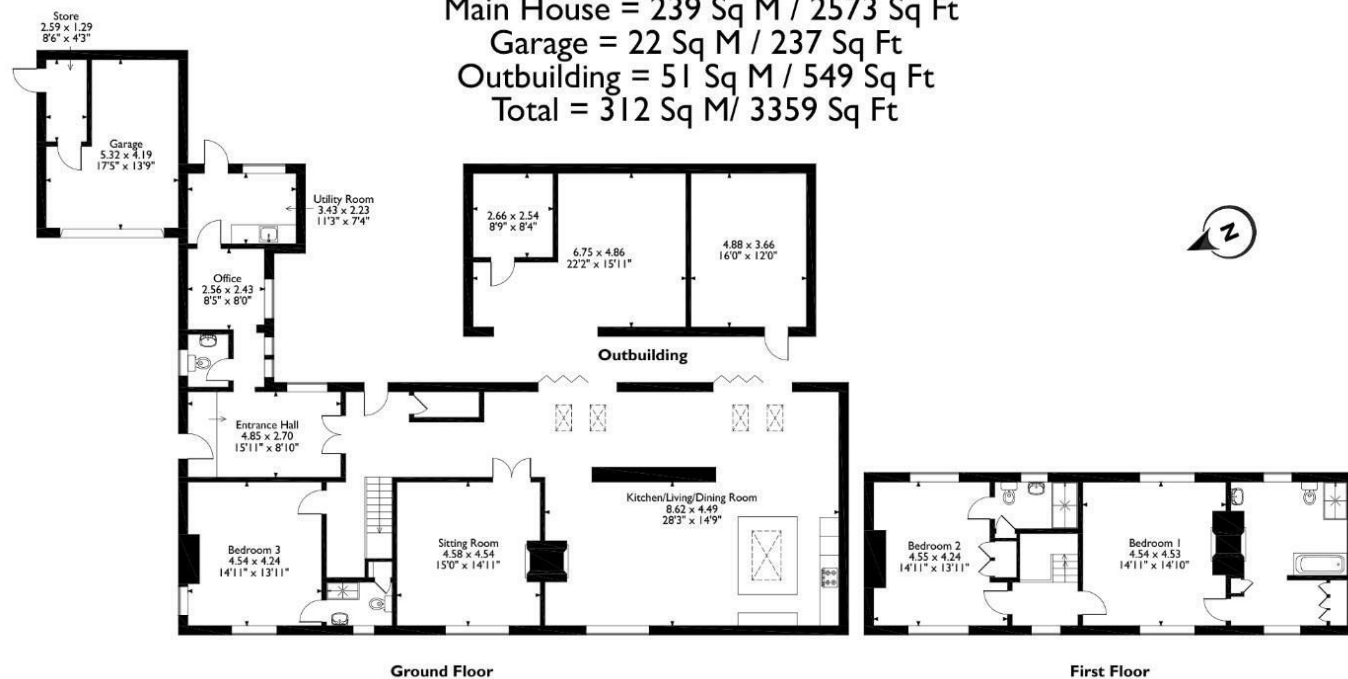 Main House = 239 Sq M / 2573 Sq Ft
Garage = 22 Sq M / 237 Sq Ft
Outbuilding = 51 Sq M / 549 Sq Ft
Total = 312 Sq M/ 3359 Sq Ft
Store
2.59 x 1.29
8'6" x 4'3"
Garage
5.32 x 4.19
17'5" x 13'9"
Utility Room
3.43 x 2.23
11'3" x 7'4"
Office
2.56 x 2.43
8'5" x 8'0"
2.66 x 2.54
8'9" x 8'4"
6.75 x 4.86
22'2" x 15'11"
4.88 x 3.66
16'0" x 12'0"
N
Outbuilding
Entrance Hall
4.85 x 2.70
15'11" x 8'10"
Kitchen/Living/Dining Room
8.62 x 4.49
28'3" x 14'9"
Sitting Room
4.58 x 4.54
15'0" x 14'11"
Bedroom 3
4.54 x 4.24
14'11" x 13'11"
Bedroom 2
4.55 x 4.24
14'11" x 13'11"
Bedroom 1
4.54 x 4.53
14'11" x 14'10"
Ground Floor
First Floor